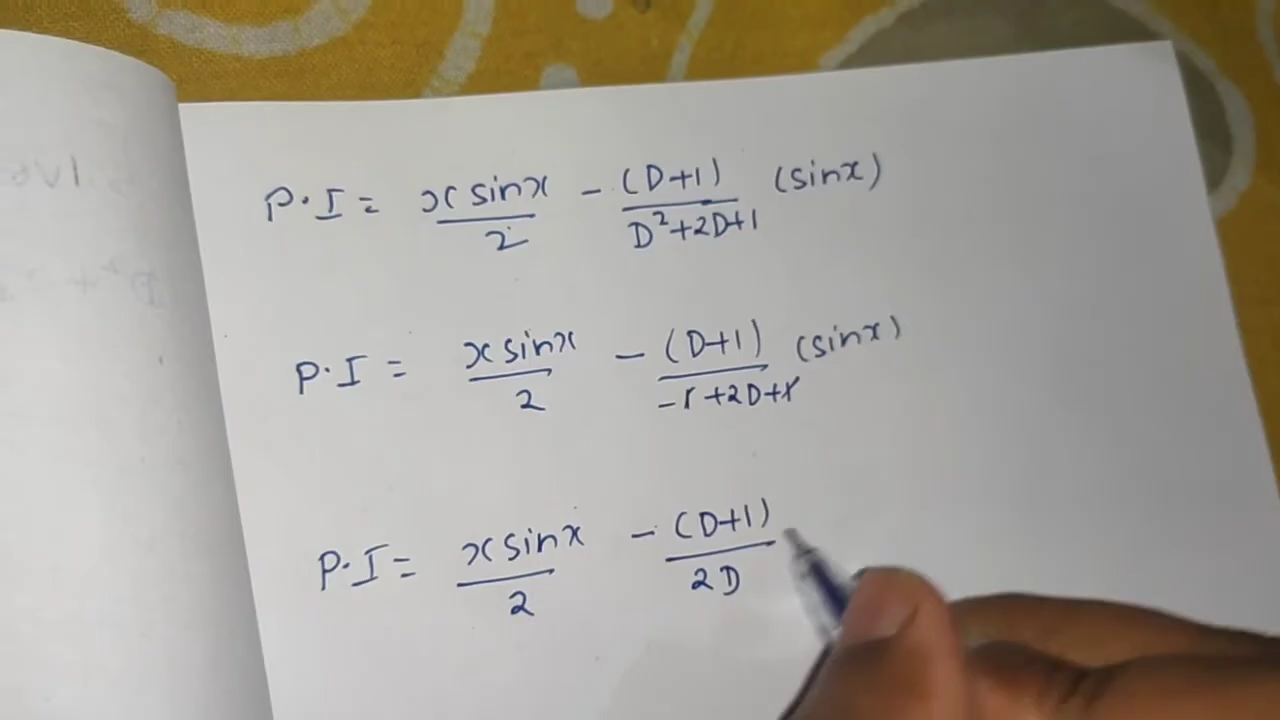 P.I = x sinx / 2 - (D+1) / D²+2D+1 (sinx)
P.I = x sinx / 2 - (D+1) / -1+2D+1 (sinx)
P.I = x sinx / 2 - (D+1) / 2D